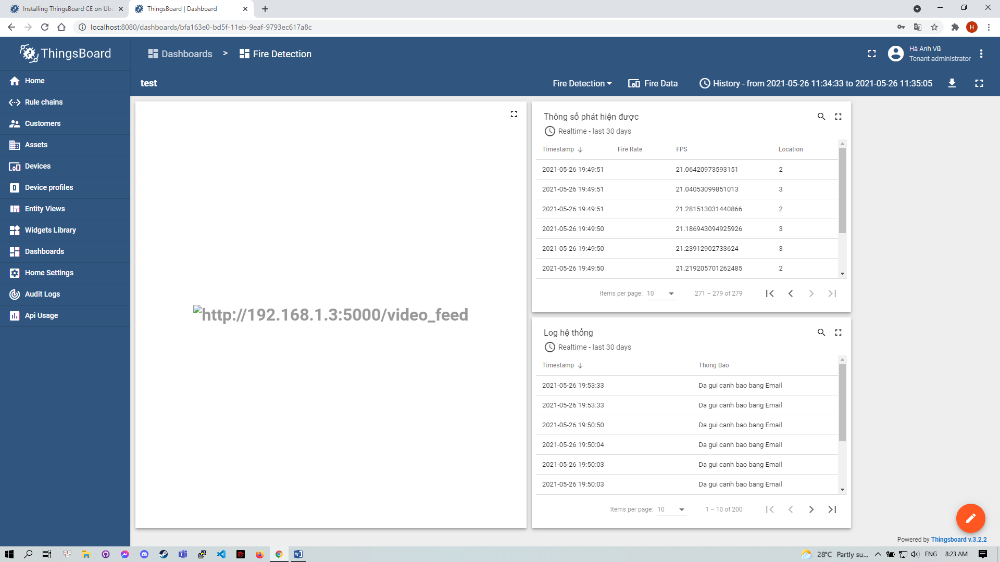 Installing ThingsBoard CE on Ubu
ThingsBoard | Dashboard
localhost:8080/dashboards/bfa163e0-bd5f-11eb-9eaf-9793ec617a8c
H
ThingsBoard
Dashboards > Fire Detection
Hà Anh Vũ
Tenant administrator
test
Fire Detection
Fire Data
History - from 2021-05-26 11:34:33 to 2021-05-26 11:35:05
Home
Rule chains
Customers
Assets
Devices
Device profiles
Entity Views
Widgets Library
Dashboards
Home Settings
Audit Logs
Api Usage
http://192.168.1.3:5000/video_feed
Thông số phát hiện được
Realtime - last 30 days
Timestamp Fire Rate FPS Location
2021-05-26 19:49:51 21.06420973593151 2
2021-05-26 19:49:51 21.04053099851013 3
2021-05-26 19:49:51 21.281513031440866 2
2021-05-26 19:49:50 21.186943094925926 3
2021-05-26 19:49:50 21.23912902733624 3
2021-05-26 19:49:50 21.219205701262485 2
Items per page: 10 271 – 279 of 279
Log hệ thống
Realtime - last 30 days
Timestamp Thong Bao
2021-05-26 19:53:33 Da gui canh bao bang Email
2021-05-26 19:53:33 Da gui canh bao bang Email
2021-05-26 19:50:50 Da gui canh bao bang Email
2021-05-26 19:50:04 Da gui canh bao bang Email
2021-05-26 19:50:03 Da gui canh bao bang Email
2021-05-26 19:50:03 Da gui canh bao bang Email
Items per page: 10 1 – 10 of 200
Powered by Thingsboard v.3.2.2
28°C Partly su... ENG 8:23 AM